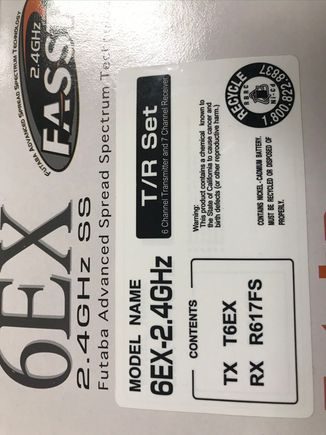 FUTABA ADVANCED SPREAD SPECTRUM TECHNOLOGY
2.4GHz
FASST
6EX
2.4GHz SS
Futaba Advanced Spread Spectrum Tech
MODEL NAME
6EX-2.4GHz
T/R Set
6 Channel Transmitter and 7 Channel Receiver
CONTENTS
TX T6EX
RX R617FS
Warning:
This product contains a chemical known to
the State of California to cause cancer and
birth defects (or other reproductive harm.)
RECYCLE
RBRC
Ni-Cd
1.800.822.8837
CONTAINS NICKEL-CADMIUM BATTERY.
MUST BE RECYCLED OR DISPOSED OF
PROPERLY.